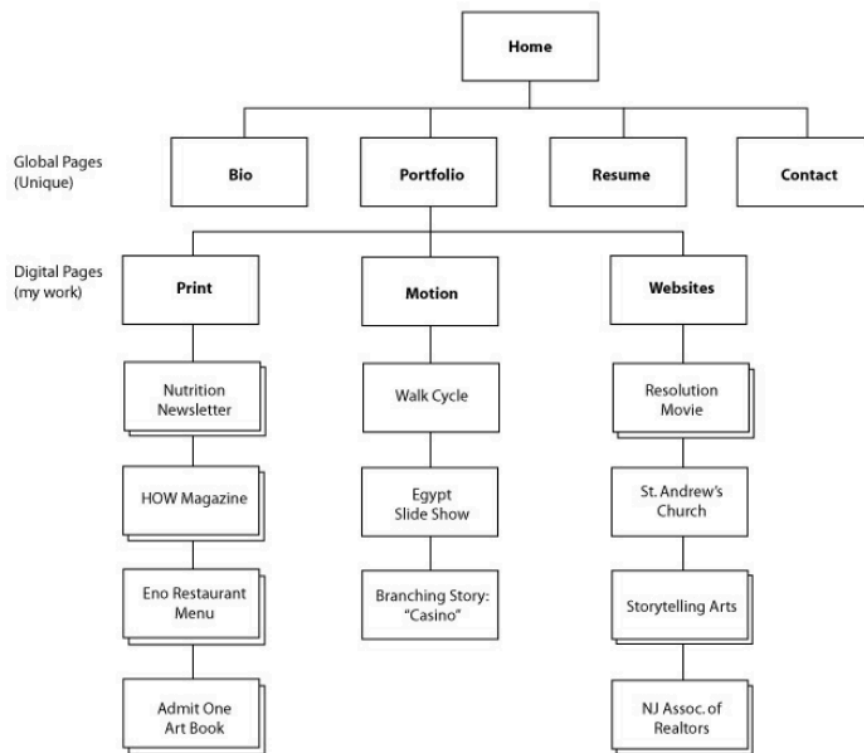 Home
Global Pages
(Unique)
Bio
Portfolio
Resume
Contact
Digital Pages
(my work)
Print
Motion
Websites
Nutrition
Newsletter
Walk Cycle
Resolution
Movie
HOW Magazine
Egypt
Slide Show
St. Andrew's
Church
Eno Restaurant
Menu
Branching Story:
"Casino"
Storytelling Arts
Admit One
Art Book
NJ Assoc. of
Realtors